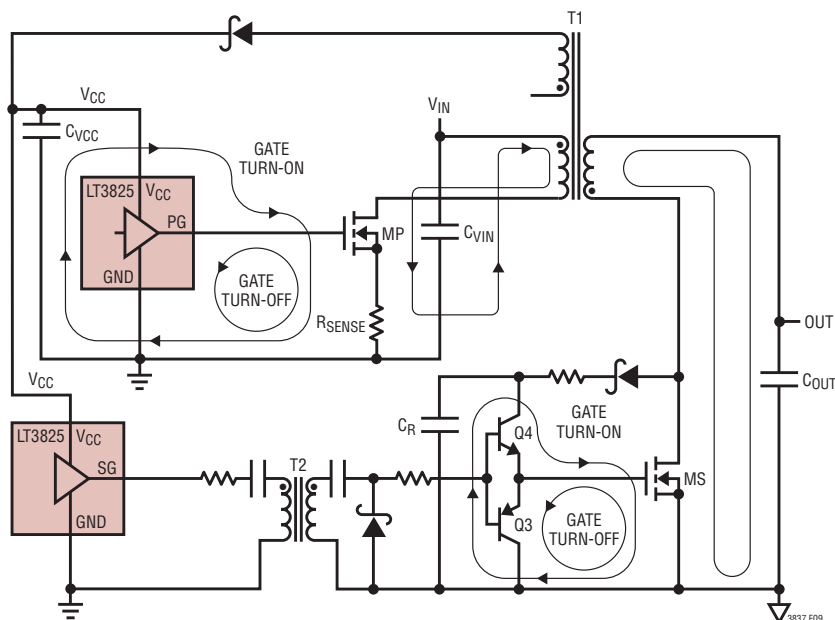 T1
VCC
CVCC
VIN
GATE
TURN-ON
LT3825
VCC
PG
MP
CVIN
GND
GATE
TURN-OFF
RSENSE
OUT
VCC
COUT
CR
Q4
GATE
TURN-ON
LT3825
VCC
SG
T2
MS
GND
Q3
GATE
TURN-OFF
3837 F09